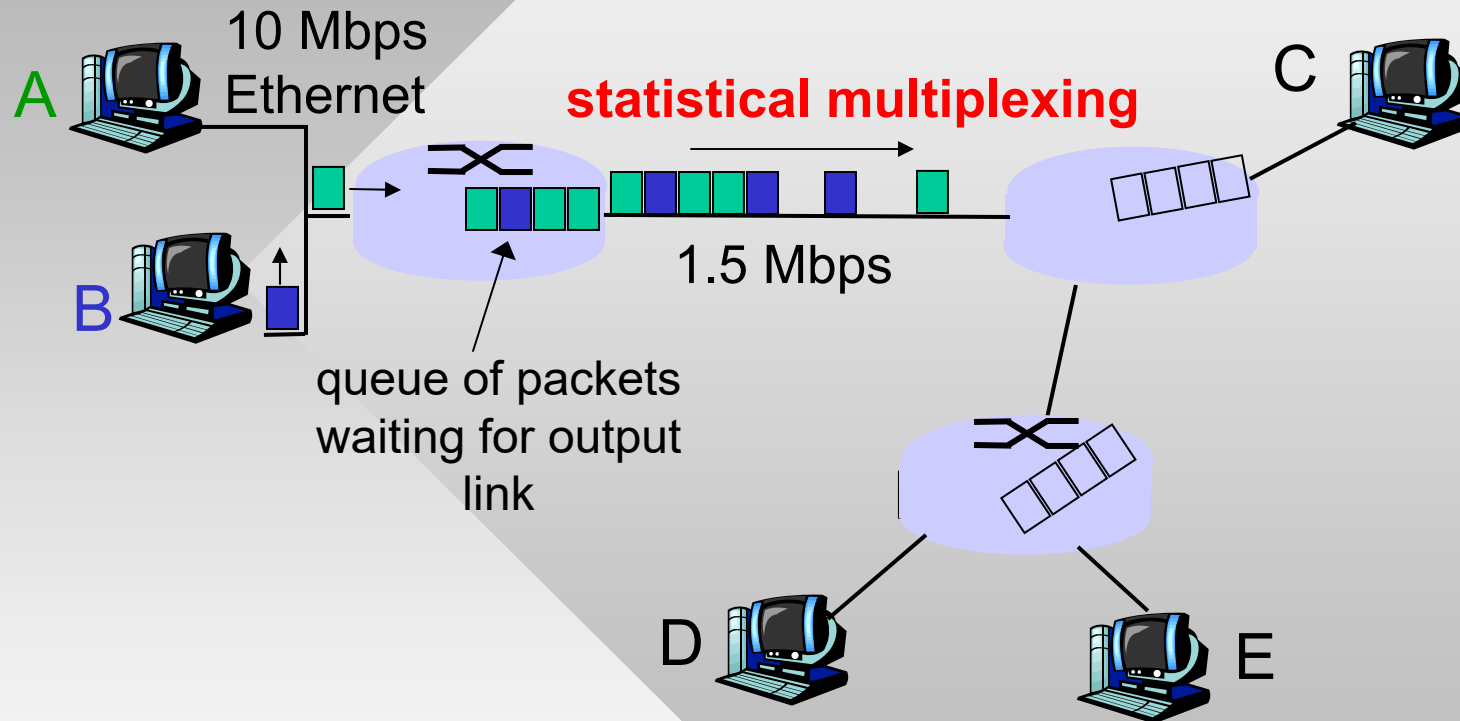 10 Mbps
Ethernet
A
statistical multiplexing
C
B
1.5 Mbps
queue of packets
waiting for output
link
D
E